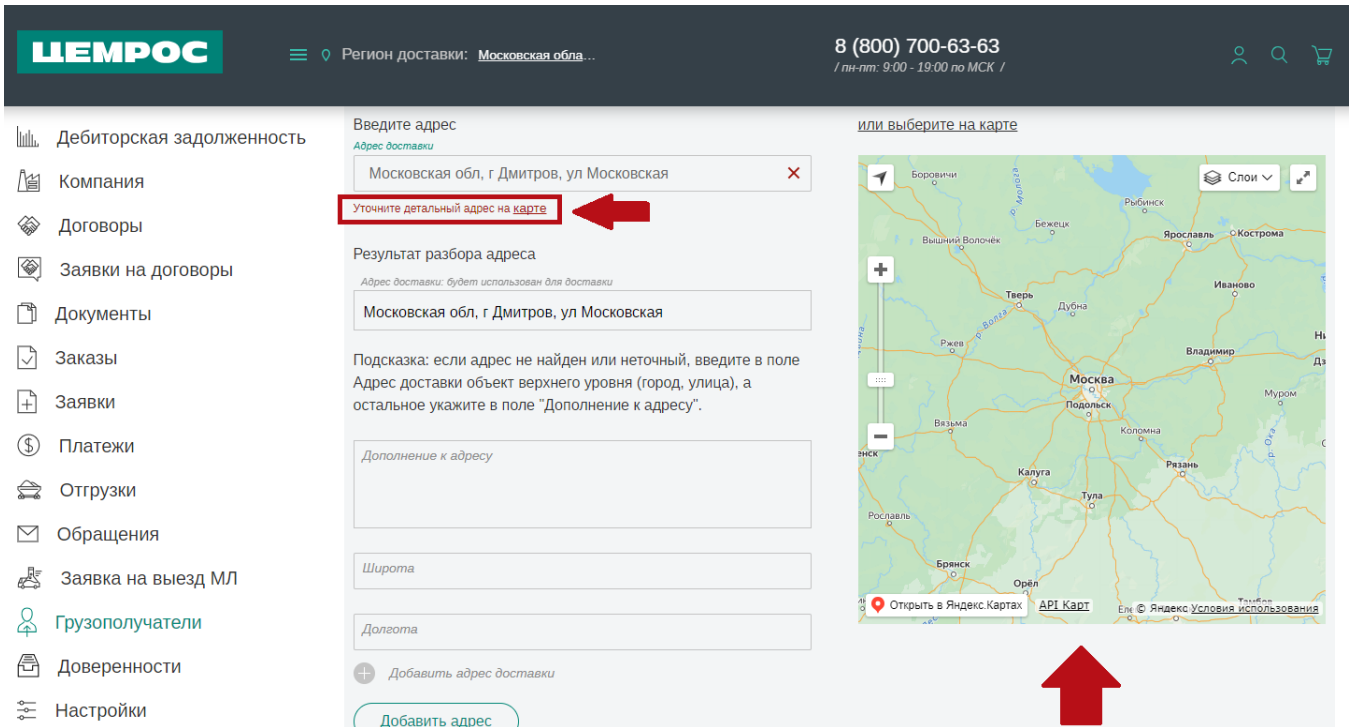 ЦЕМРОС
Регион доставки: Московская обла...
8 (800) 700-63-63
/ пн-пт: 9:00 - 19:00 по МСК /
Дебиторская задолженность
Компания
Договоры
Заявки на договоры
Документы
Заказы
Заявки
Платежи
Отгрузки
Обращения
Заявка на выезд МЛ
Грузополучатели
Доверенности
Настройки
Введите адрес
Адрес доставки
Московская обл, г Дмитров, ул Московская
Уточните детальный адрес на карте
Результат разбора адреса
Адрес доставки: будет использован для доставки
Московская обл, г Дмитров, ул Московская
Подсказка: если адрес не найден или неточный, введите в поле
Адрес доставки объект верхнего уровня (город, улица), а
остальное укажите в поле "Дополнение к адресу".
Дополнение к адресу
Широта
Долгота
Добавить адрес доставки
Добавить адрес
или выберите на карте
Слои
Боровичи
Рыбинск
Бежецк
Вышний Волочёк
Ярославль
Кострома
Тверь
Дубна
Иваново
р. Волга
Ржев
Владимир
Москва
Подольск
Муром
Вязьма
Коломна
р. Ока
Калуга
Рязань
Тула
Рославль
Брянск
Орёл
Открыть в Яндекс.Картах
API Карт
© Яндекс Условия использования